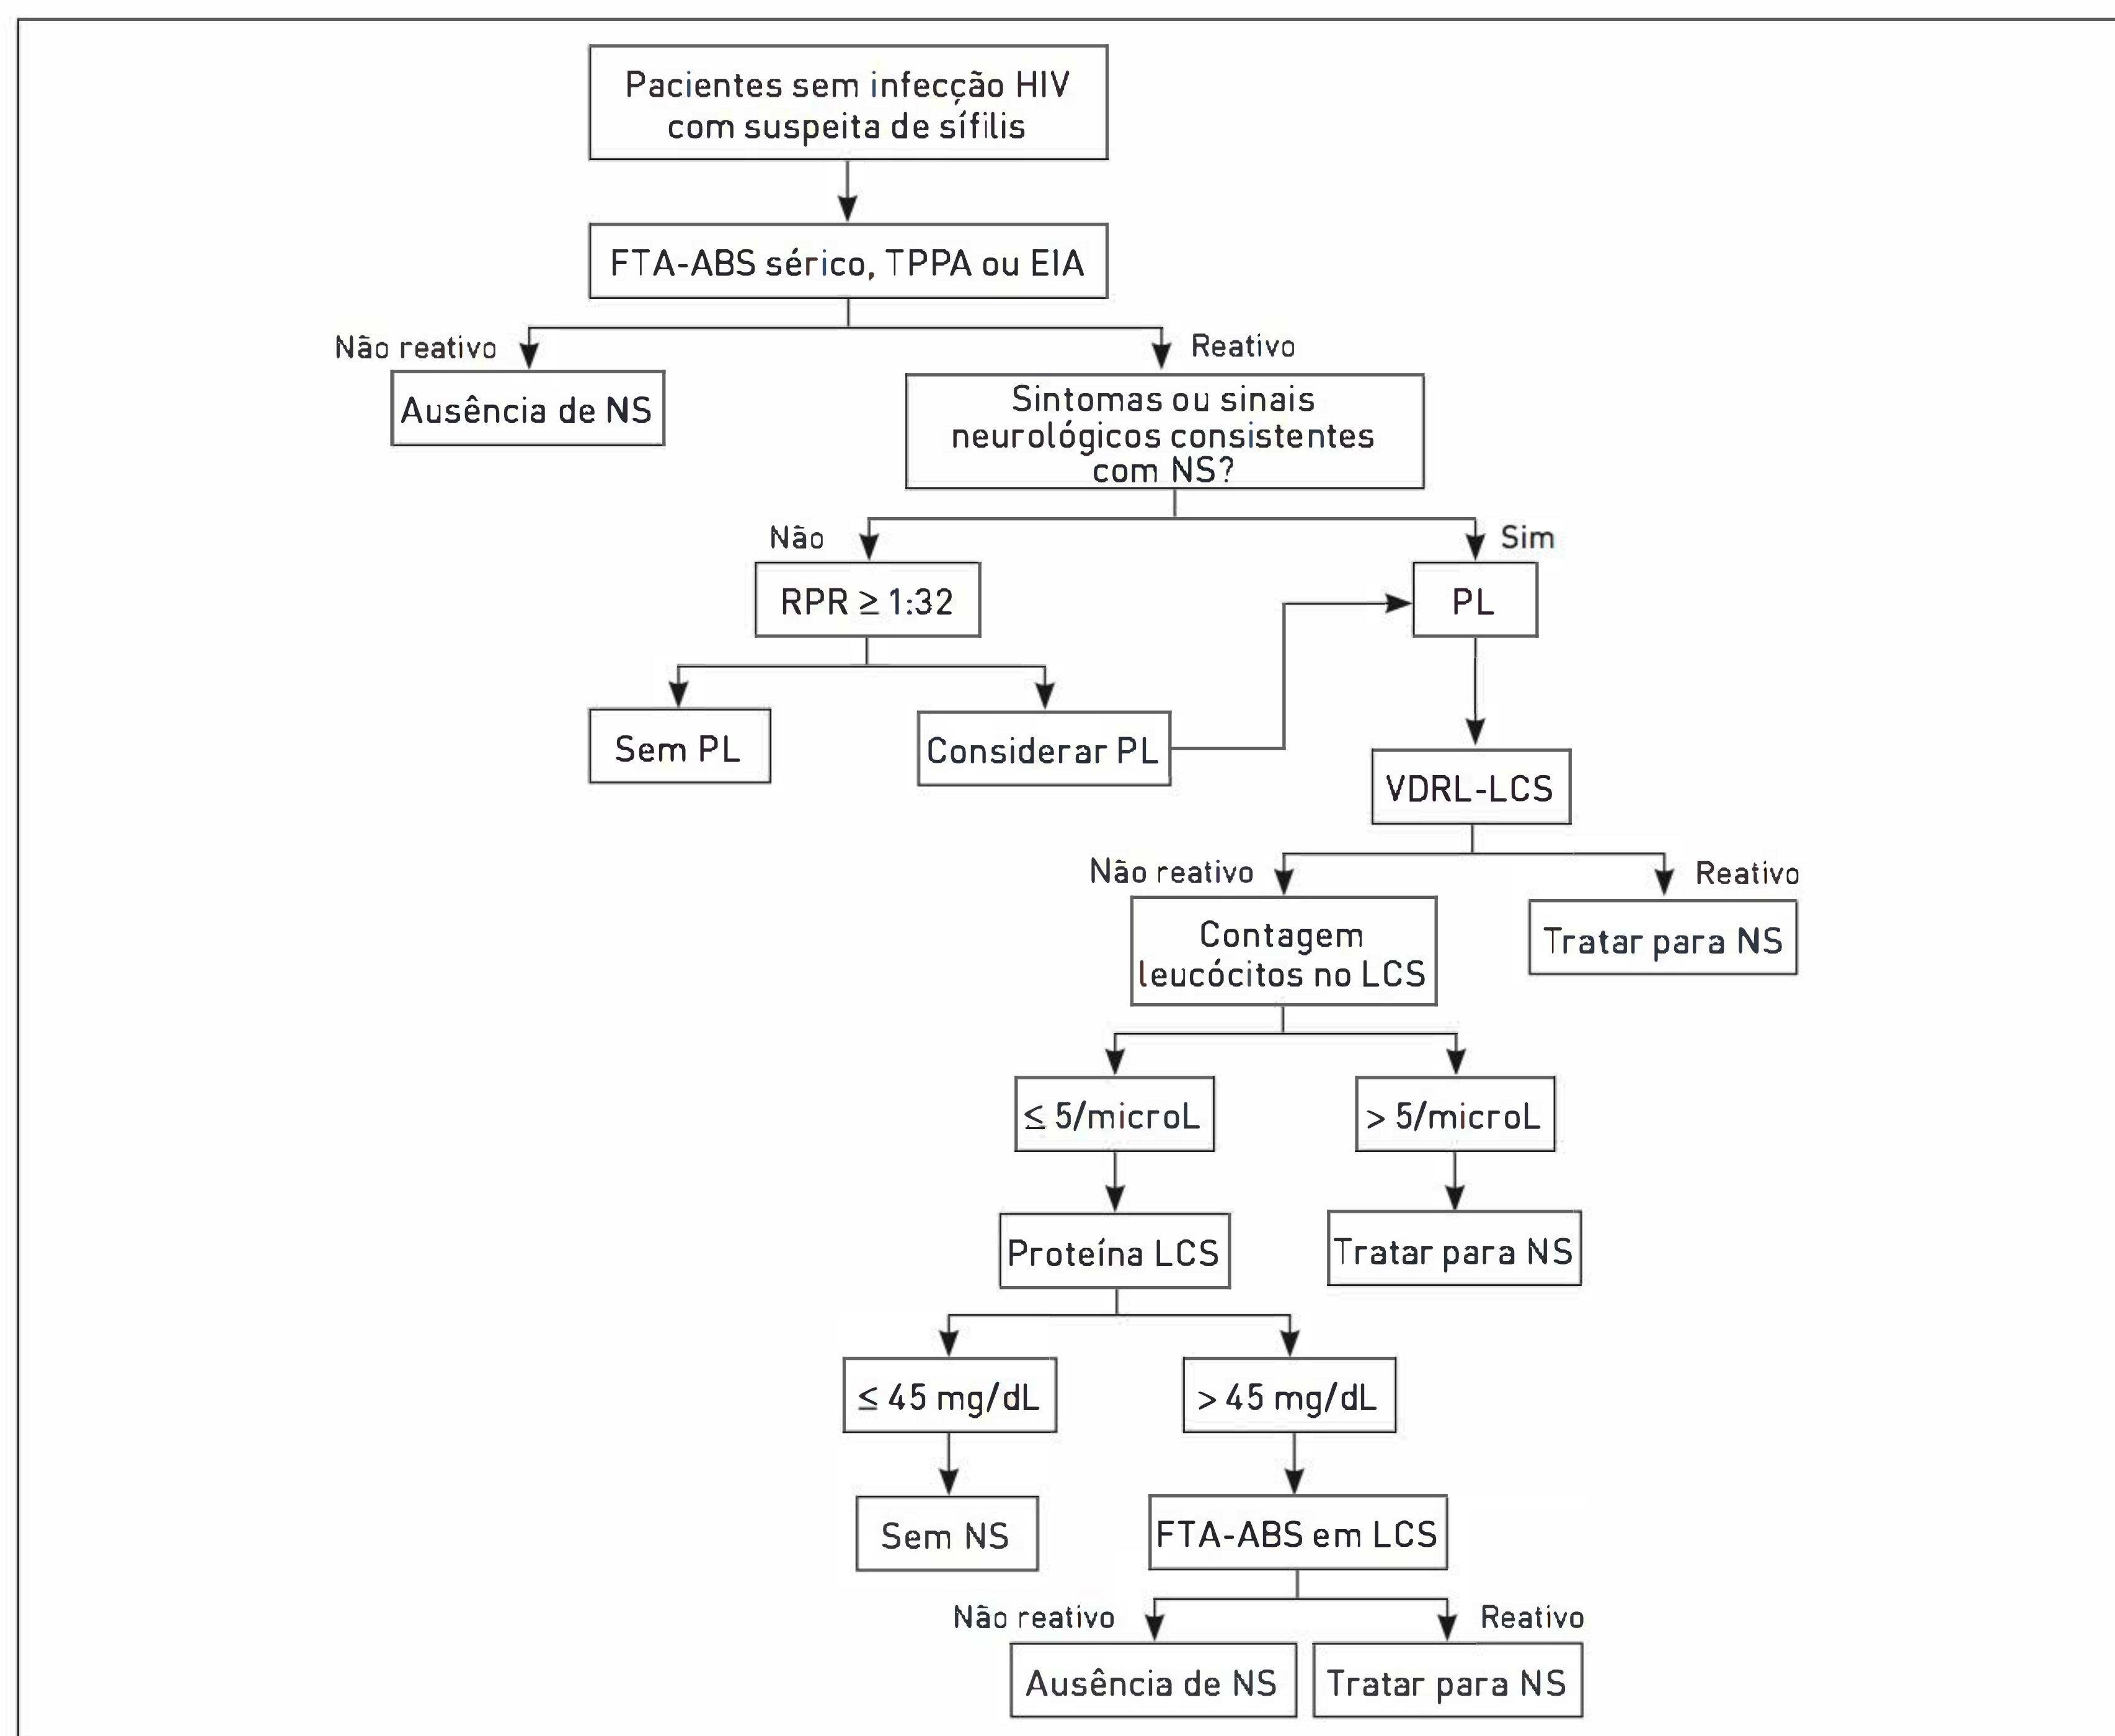 Pacientes sem infecção HIV
com suspeita de sífilis
FTA-ABS sérico, TPPA ou EIA
Não reativo
Reativo
Ausência de NS
Sintomas ou sinais
neurológicos consistentes
com NS?
Não
Sim
RPR ≥ 1:32
PL
Sem PL
Considerar PL
VDRL-LCS
Não reativo
Reativo
Contagem
leucócitos no LCS
Tratar para NS
≤ 5/microL
> 5/microL
Proteína LCS
Tratar para NS
≤ 45 mg/dL
> 45 mg/dL
Sem NS
FTA-ABS em LCS
Não reativo
Reativo
Ausência de NS
Tratar para NS